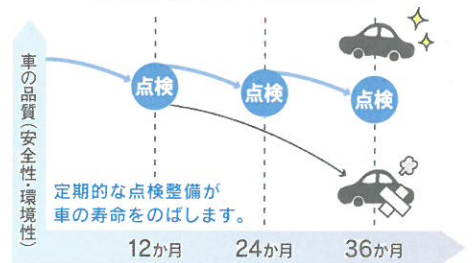 車の品質(安全性・環境性)
点検
点検
点検
定期的な点検整備が
車の寿命をのばします。
12か月
24か月
36か月